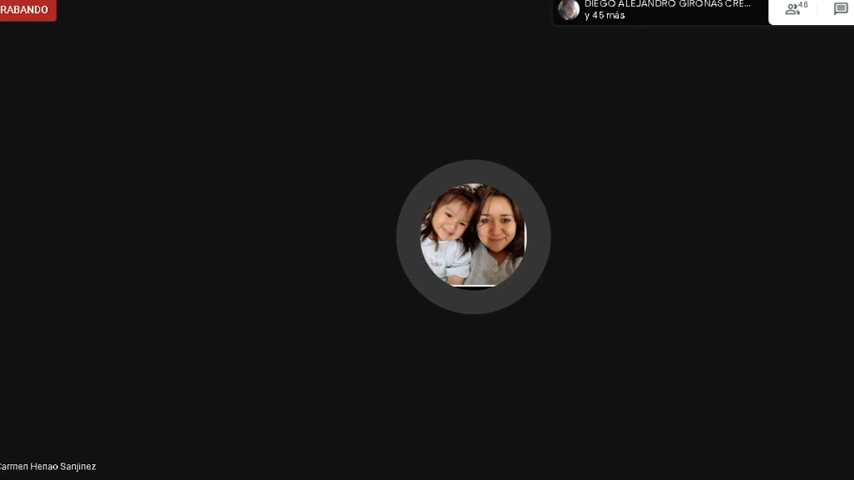 RABANDO
DIEGO ALEJANDRO GIRONAS CRE...
y 45 más
48
Carmen Henao Sanjinez